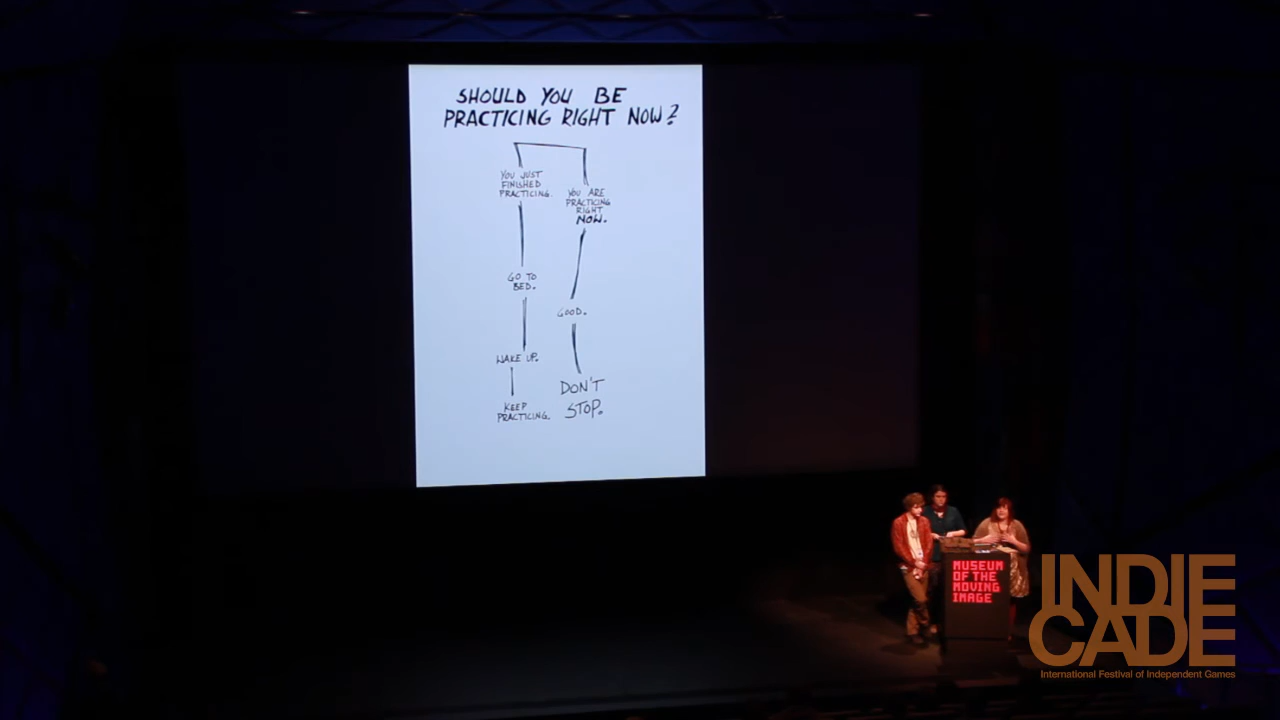 SHOULD YOU BE
PRACTICING RIGHT NOW?
YOU JUST
FINISHED
PRACTICING.
YOU ARE
PRACTICING
RIGHT
NOW.
GO TO
BED.
GOOD.
WAKE UP.
DON'T
STOP.
KEEP
PRACTICING.
MUSEUM
OF THE
MOVING
IMAGE
INDIE
CADE
International Festival of Independent Games